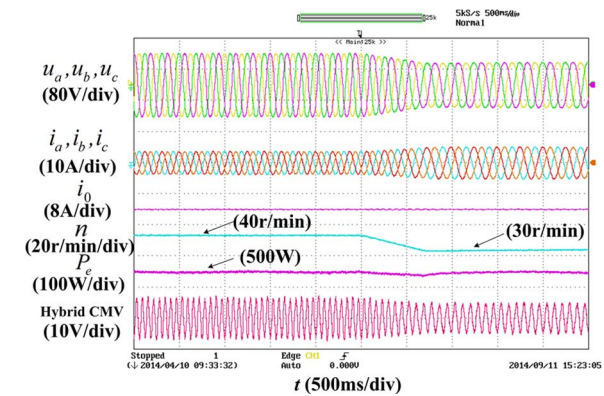 25k
5kS/s 500ms/div
Normal
<< Main:25k >>
u_a,u_b,u_c
(80V/div)
i_a,i_b,i_c
(10A/div)
i_0
(8A/div)
n
(20r/min/div)
(40r/min)
(30r/min)
P_e
(100W/div)
(500W)
Hybrid CMV
(10V/div)
Stopped 1 Edge CH1
(↓2014/04/10 09:33:32) Auto 0.000V 2014/09/11 15:23:05
t (500ms/div)